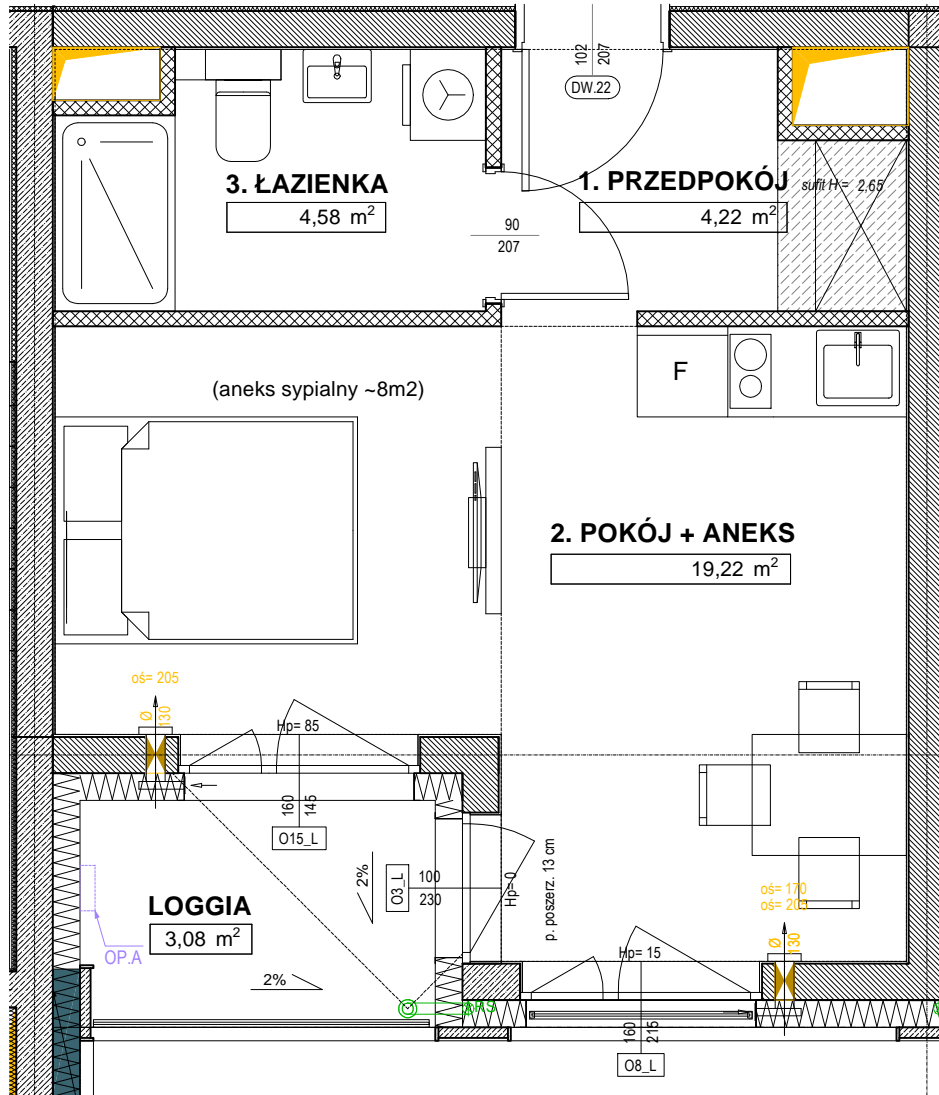 102
207
DW.22
3. ŁAZIENKA
4,58 m²
1. PRZEDPOKÓJ
4,22 m²
sufit H = 2,65
90
207
(aneks sypialny ~8m2)
F
2. POKÓJ + ANEKS
19,22 m²
oś= 205
Ø
130
Hp= 85
160
145
O15_L
2%
O3_L
100
230
Hp=0
p. poszerz. 13 cm
LOGGIA
3,08 m²
OP.A
2%
oś= 170
oś= 205
Ø
130
Hp= 15
RS
160
215
O8_L